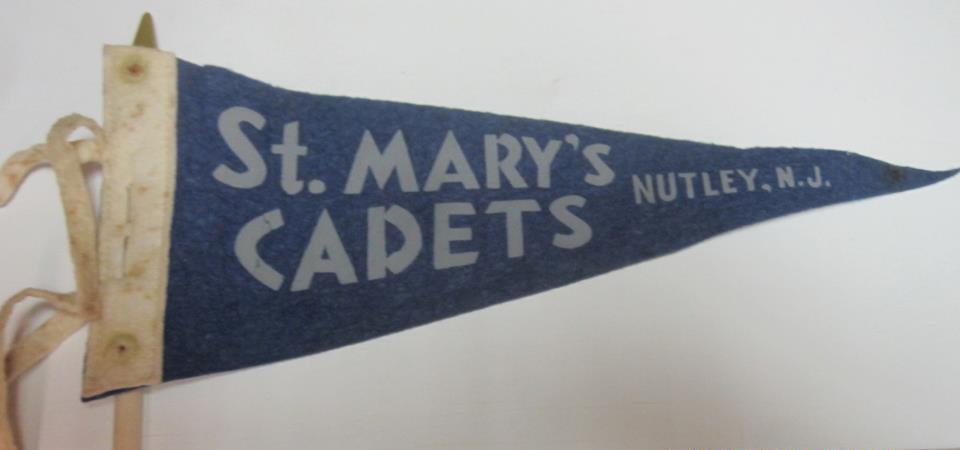 St. MARY'S
CADETS
NUTLEY, N.J.